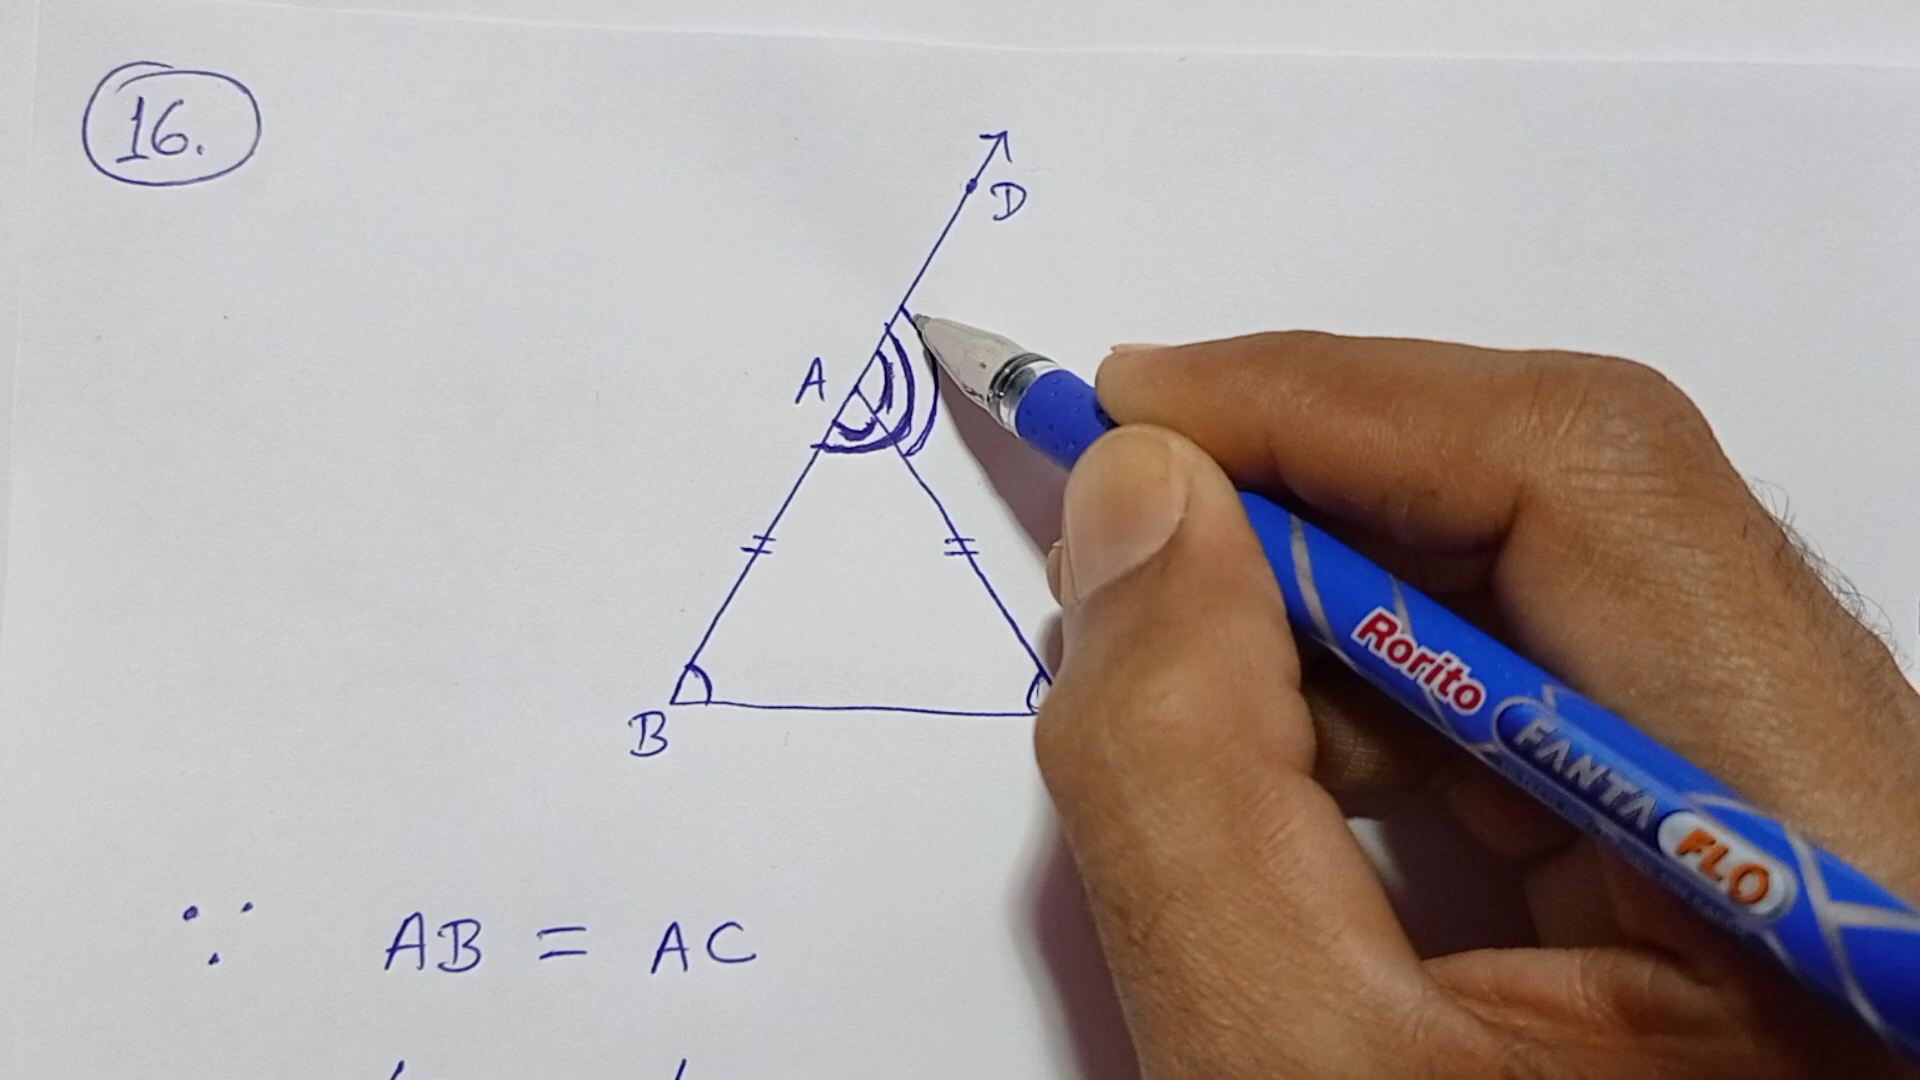 16.
D
A
B
∵ AB = AC
Rorito
FANTA FLO